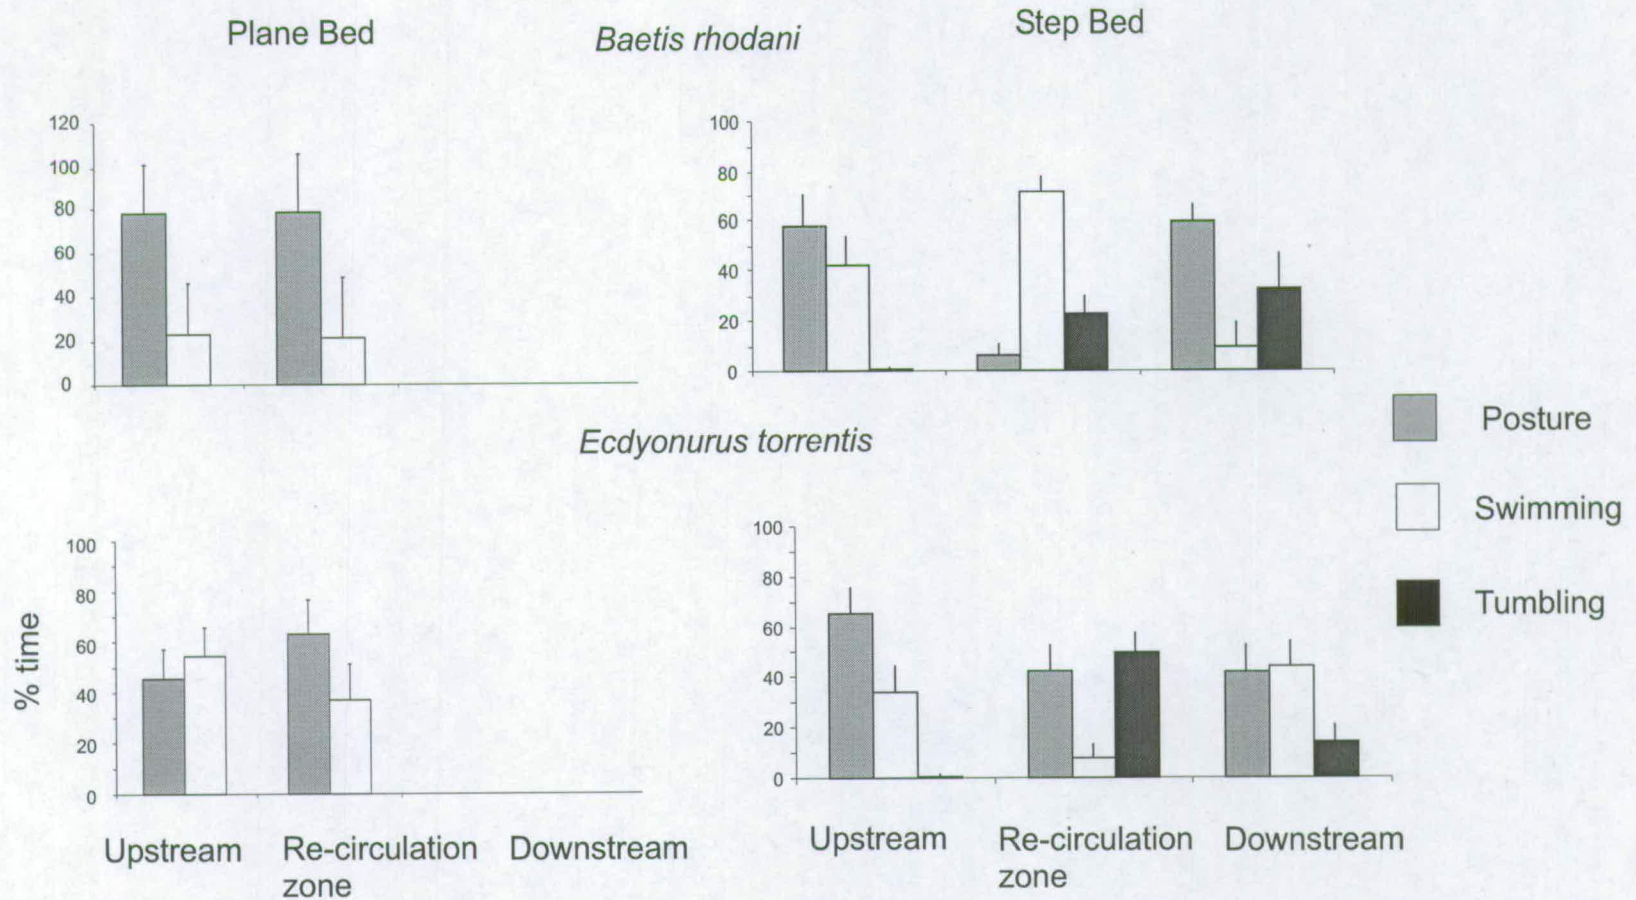 Plane Bed
Baetis rhodani
Step Bed
120
100
80
60
40
20
0
100
80
60
40
20
0
Posture
Swimming
Tumbling
Ecdyonurus torrentis
% time
100
80
60
40
20
0
100
80
60
40
20
0
Upstream
Re-circulation
zone
Downstream
Upstream
Re-circulation
zone
Downstream